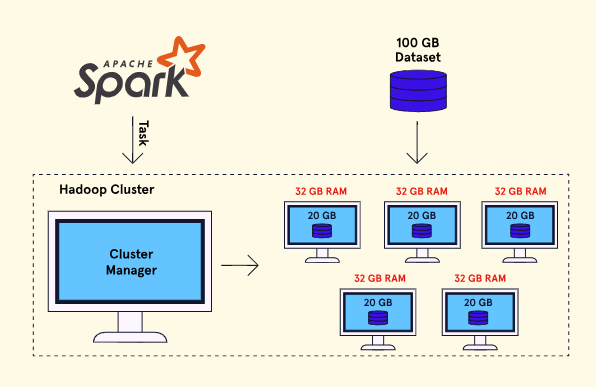 APACHE
Spark
100 GB
Dataset
Task
Hadoop Cluster
32 GB RAM
32 GB RAM
32 GB RAM
20 GB
20 GB
20 GB
Cluster
Manager
32 GB RAM
32 GB RAM
20 GB
20 GB